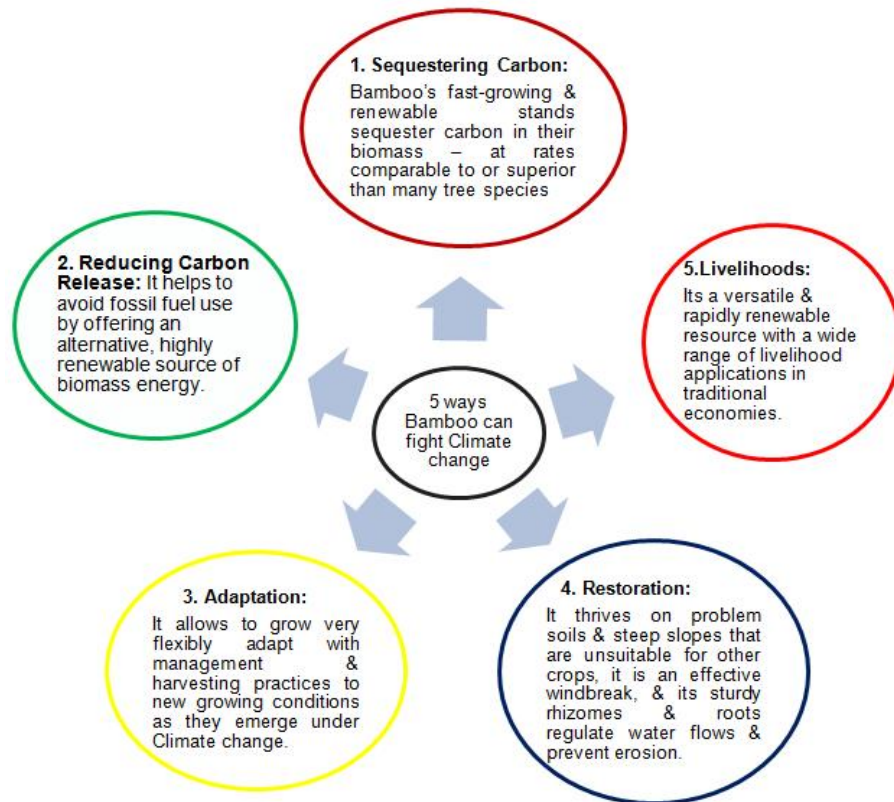 1. Sequestering Carbon:
Bamboo's fast-growing &
renewable stands
sequester carbon in their
biomass – at rates
comparable to or superior
than many tree species
2. Reducing Carbon
Release: It helps to
avoid fossil fuel use
by offering an
alternative, highly
renewable source of
biomass energy.
5.Livelihoods:
Its a versatile &
rapidly renewable
resource with a wide
range of livelihood
applications in
traditional
economies.
5 ways
Bamboo can
fight Climate
change
3. Adaptation:
It allows to grow very
flexibly adapt with
management &
harvesting practices to
new growing conditions
as they emerge under
Climate change.
4. Restoration:
It thrives on problem
soils & steep slopes that
are unsuitable for other
crops, it is an effective
windbreak, & its sturdy
rhizomes & roots
regulate water flows &
prevent erosion.